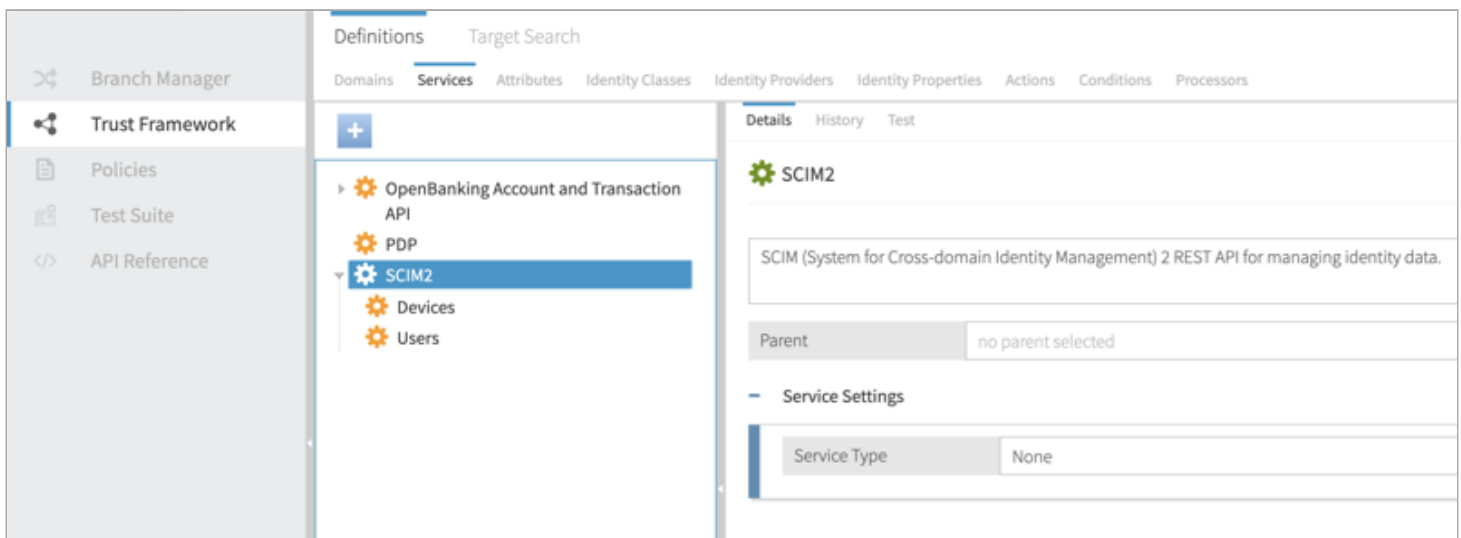 Definitions Target Search
Branch Manager
Trust Framework
Policies
Test Suite
</> API Reference
Domains Services Attributes Identity Classes Identity Providers Identity Properties Actions Conditions Processors
+
OpenBanking Account and Transaction
API
PDP
SCIM2
Devices
Users
Details History Test
SCIM2
SCIM (System for Cross-domain Identity Management) 2 REST API for managing identity data.
Parent no parent selected
− Service Settings
Service Type None